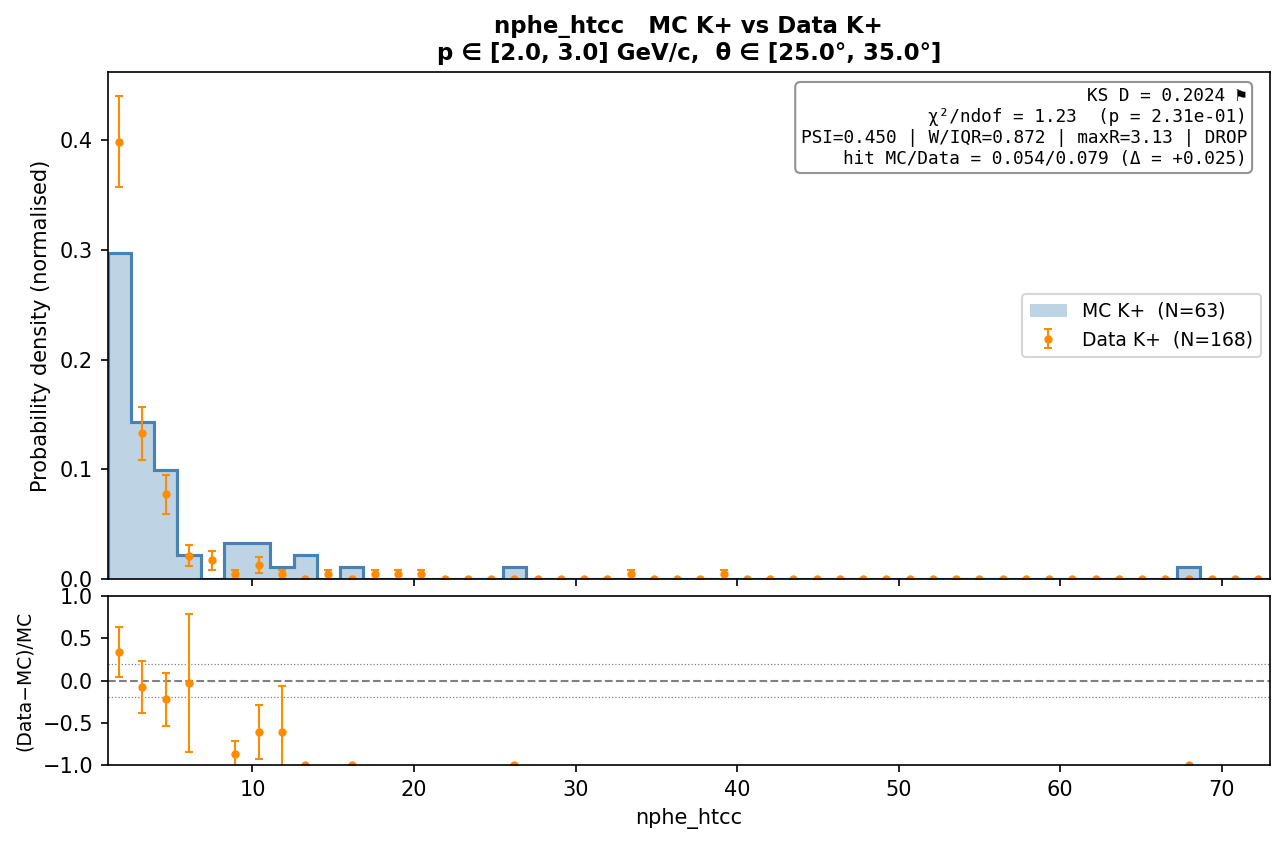 nphe_htcc   MC K+ vs Data K+
p ∈ [2.0, 3.0] GeV/c,  θ ∈ [25.0°, 35.0°]
KS D = 0.2024 ⚑
χ²/ndof = 1.23  (p = 2.31e-01)
PSI=0.450 | W/IQR=0.872 | maxR=3.13 | DROP
hit MC/Data = 0.054/0.079 (Δ = +0.025)
MC K+  (N=63)
Data K+  (N=168)
Probability density (normalised)
0.4
0.3
0.2
0.1
0.0
(Data−MC)/MC
1.0
0.5
0.0
−0.5
−1.0
10 20 30 40 50 60 70
nphe_htcc